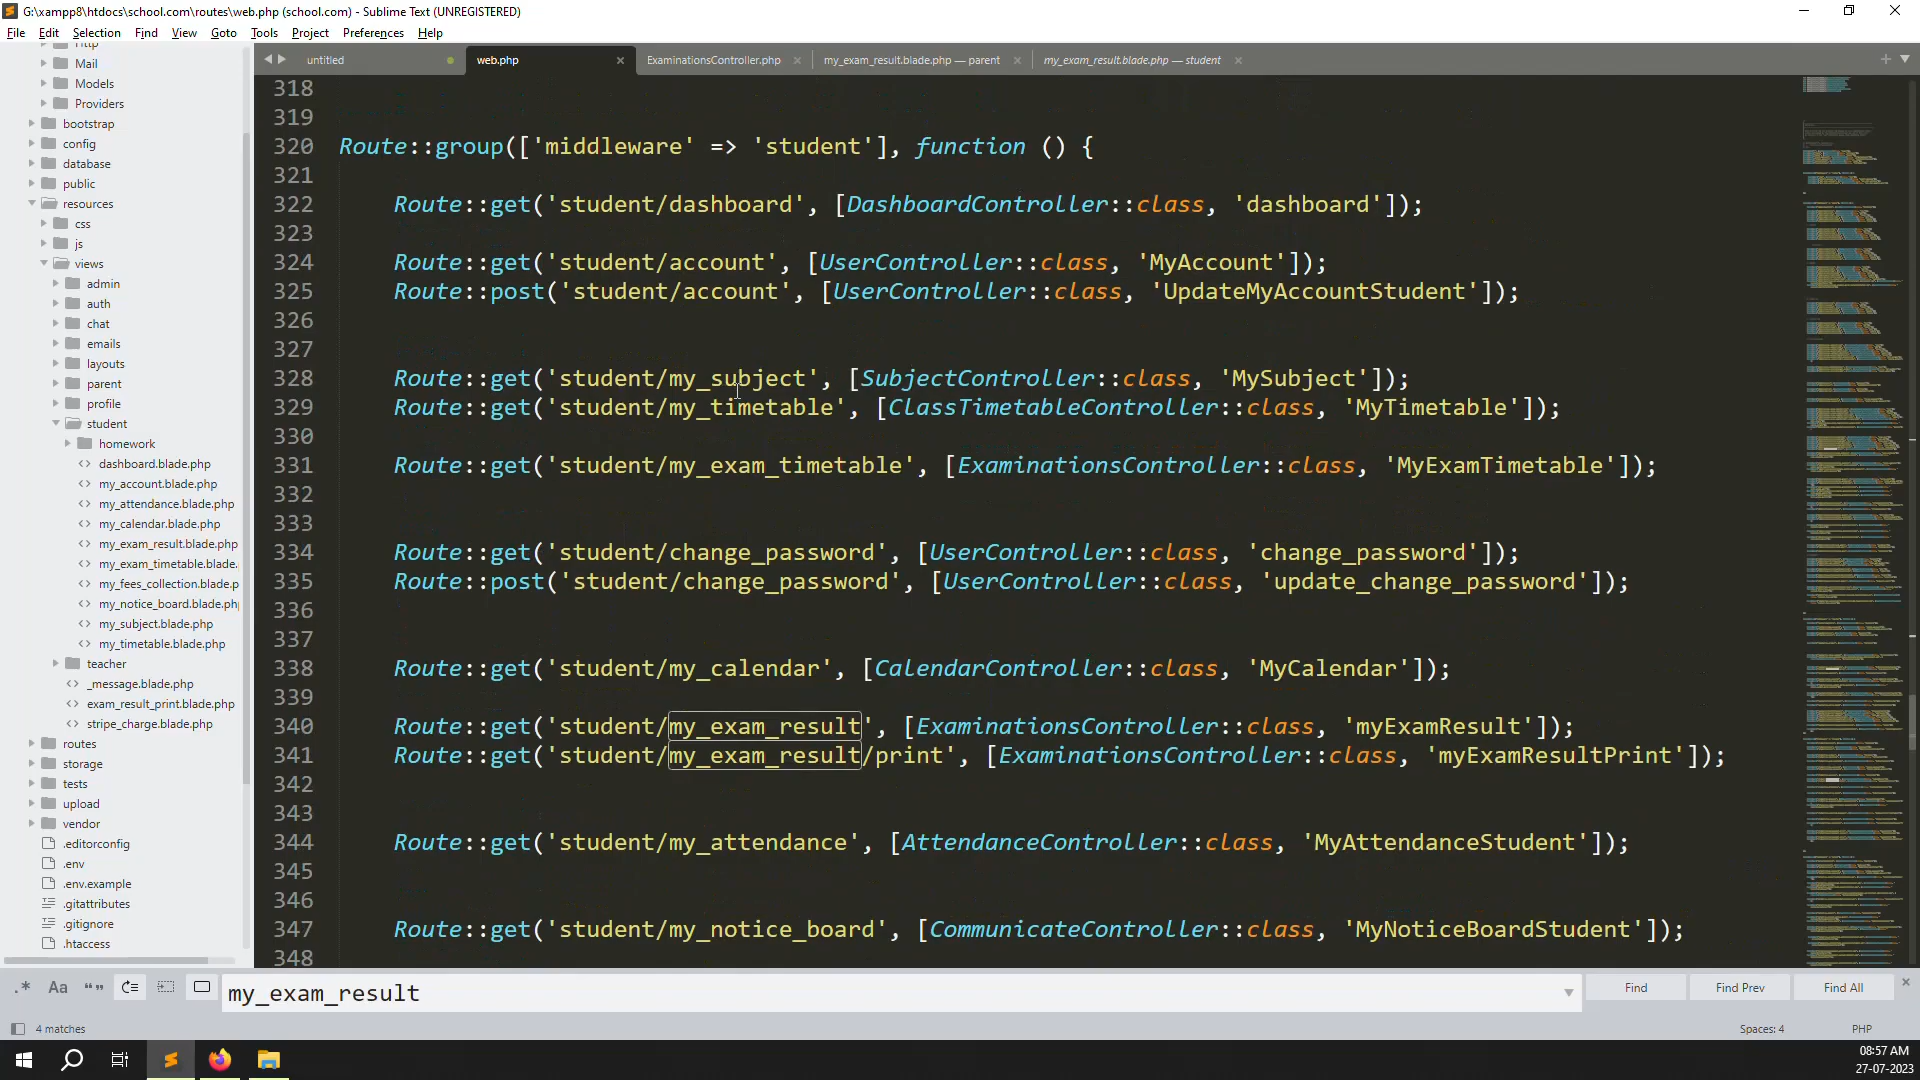 G:\xampp8\htdocs\school.com\routes\web.php (school.com) - Sublime Text (UNREGISTERED)
File Edit Selection Find View Goto Tools Project Preferences Help
untitled
web.php
ExaminationsController.php
my_exam_result.blade.php — parent
my_exam_result.blade.php — student
Http
Mail
Models
Providers
bootstrap
config
database
public
resources
css
js
views
admin
auth
chat
emails
layouts
parent
profile
student
homework
dashboard.blade.php
my_account.blade.php
my_attendance.blade.php
my_calendar.blade.php
my_exam_result.blade.php
my_exam_timetable.blade.
my_fees_collection.blade.p
my_notice_board.blade.ph
my_subject.blade.php
my_timetable.blade.php
teacher
_message.blade.php
exam_result_print.blade.php
stripe_charge.blade.php
routes
storage
tests
upload
vendor
.editorconfig
.env
.env.example
.gitattributes
.gitignore
.htaccess
318
319
320 Route::group(['middleware' => 'student'], function () {
321
322 Route::get('student/dashboard', [DashboardController::class, 'dashboard']);
323
324 Route::get('student/account', [UserController::class, 'MyAccount']);
325 Route::post('student/account', [UserController::class, 'UpdateMyAccountStudent']);
326
327
328 Route::get('student/my_subject', [SubjectController::class, 'MySubject']);
329 Route::get('student/my_timetable', [ClassTimetableController::class, 'MyTimetable']);
330
331 Route::get('student/my_exam_timetable', [ExaminationsController::class, 'MyExamTimetable']);
332
333
334 Route::get('student/change_password', [UserController::class, 'change_password']);
335 Route::post('student/change_password', [UserController::class, 'update_change_password']);
336
337
338 Route::get('student/my_calendar', [CalendarController::class, 'MyCalendar']);
339
340 Route::get('student/my_exam_result', [ExaminationsController::class, 'myExamResult']);
341 Route::get('student/my_exam_result/print', [ExaminationsController::class, 'myExamResultPrint']);
342
343
344 Route::get('student/my_attendance', [AttendanceController::class, 'MyAttendanceStudent']);
345
346
347 Route::get('student/my_notice_board', [CommunicateController::class, 'MyNoticeBoardStudent']);
348
.* Aa “” my_exam_result Find Find Prev Find All
4 matches Spaces: 4 PHP
08:57 AM
27-07-2023